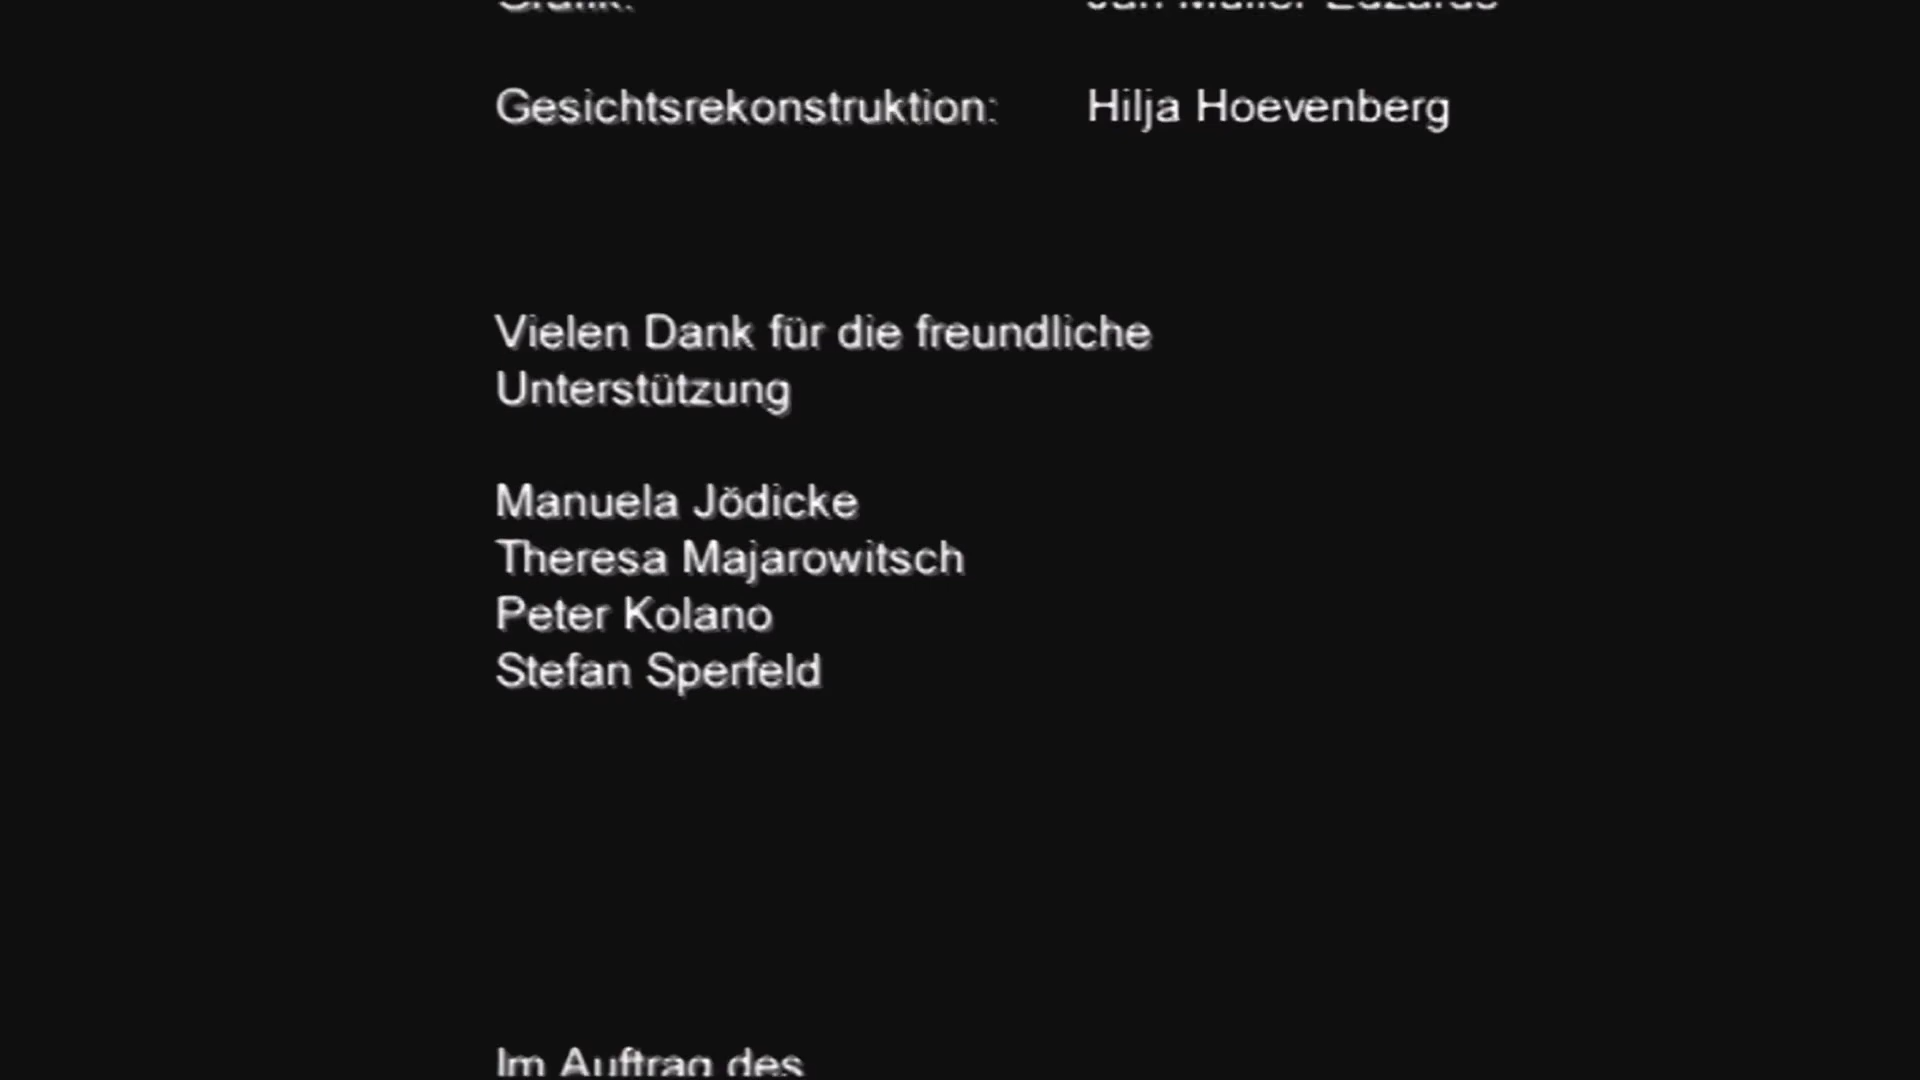 Grafik:
Gesichtsrekonstruktion: Hilja Hoevenberg
Vielen Dank für die freundliche
Unterstützung
Manuela Jödicke
Theresa Majarowitsch
Peter Kolano
Stefan Sperfeld
Im Auftrag des